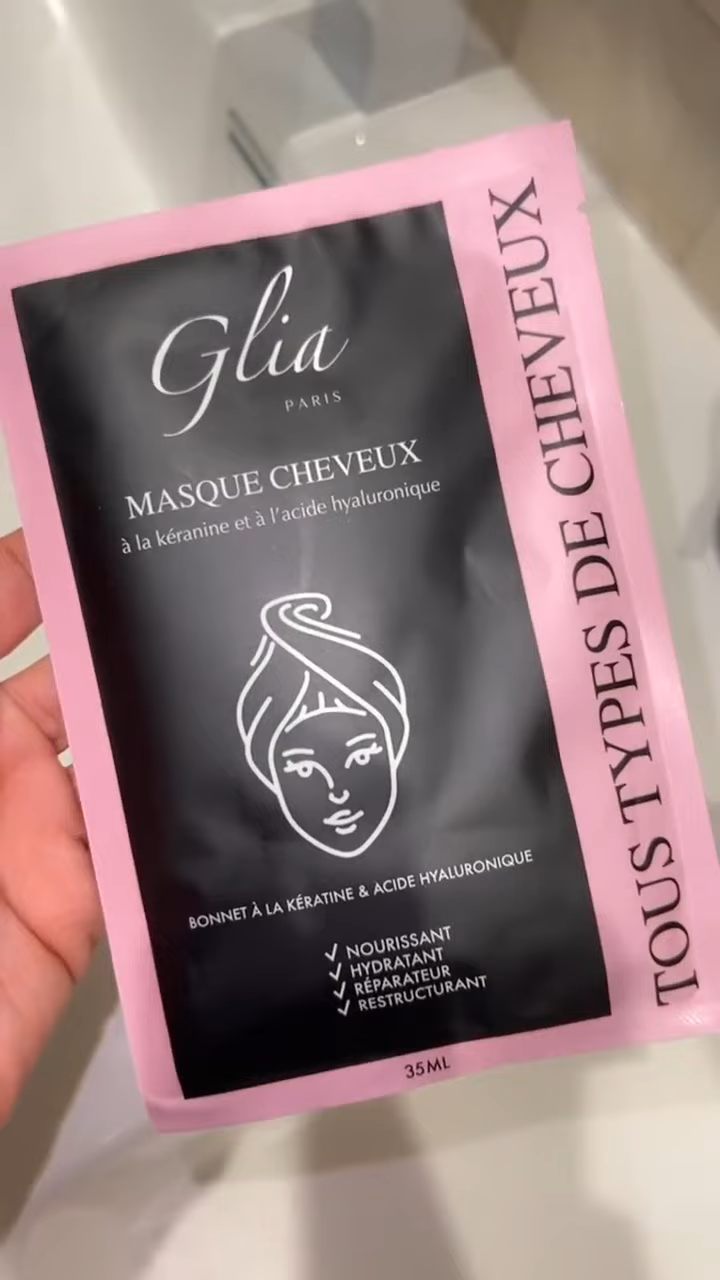 Glia
PARIS
MASQUE CHEVEUX
à la kéranine et à l'acide hyaluronique
BONNET À LA KÉRATINE & ACIDE HYALURONIQUE
✓ NOURISSANT
✓ HYDRATANT
✓ RÉPARATEUR
✓ RESTRUCTURANT
35ML
TOUS TYPES DE CHEVEUX